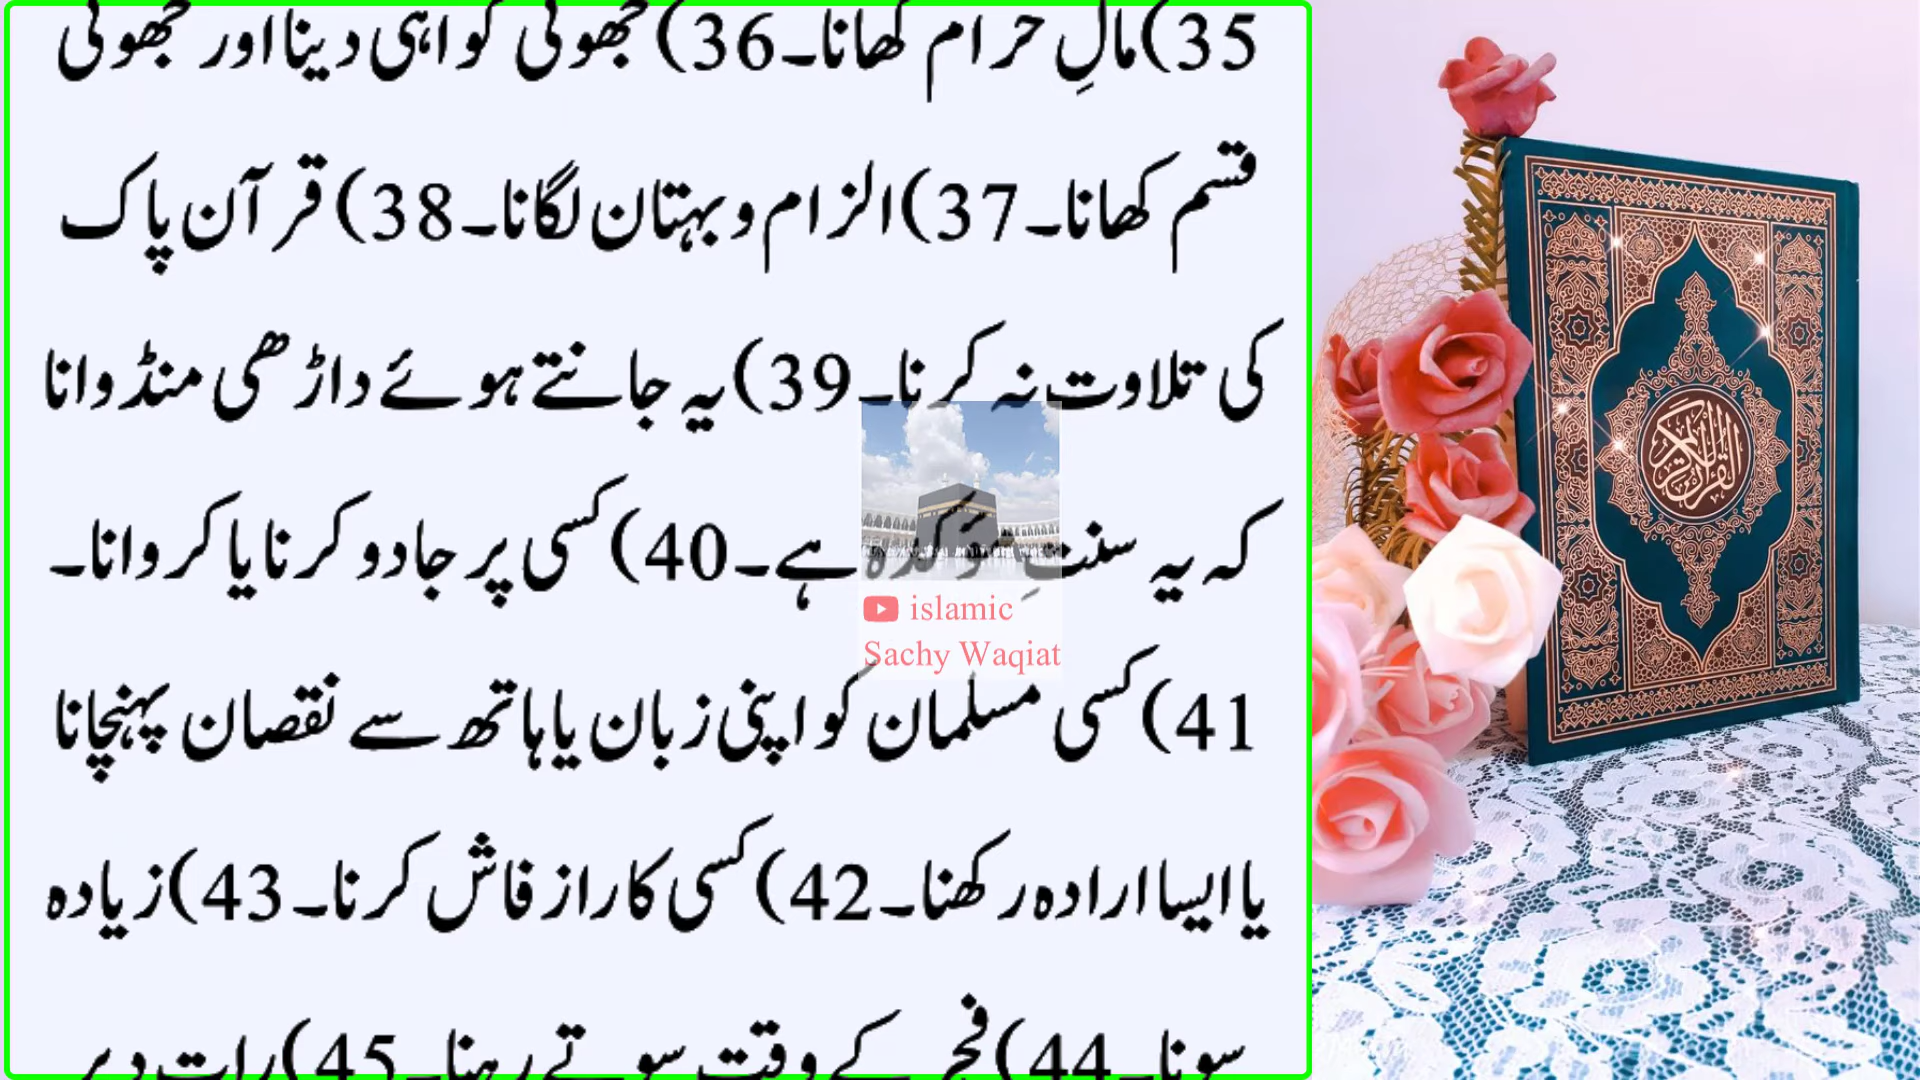 35)مالِ حرام کھانا۔36) جھوٹی گواہی دینا اور جھوٹی
قسم کھانا۔37)الزام و بہتان لگانا۔38) قرآن پاک
کی تلاوت نہ کرنا۔39)یہ جانتے ہوئے داڑھی منڈوانا
کہ یہ سنتِ مؤکدہ ہے۔40)کسی پر جادو کرنا یا کروانا۔
41)کسی مسلمان کو اپنی زبان یا ہاتھ سے نقصان پہنچانا
یا ایسا ارادہ رکھنا۔42)کسی کا راز فاش کرنا۔43)زیادہ
سونا۔44)فجر کے وقت سوتے رہنا۔45)رات دیر
islamic
Sachy Waqiat
القرآن الكريم